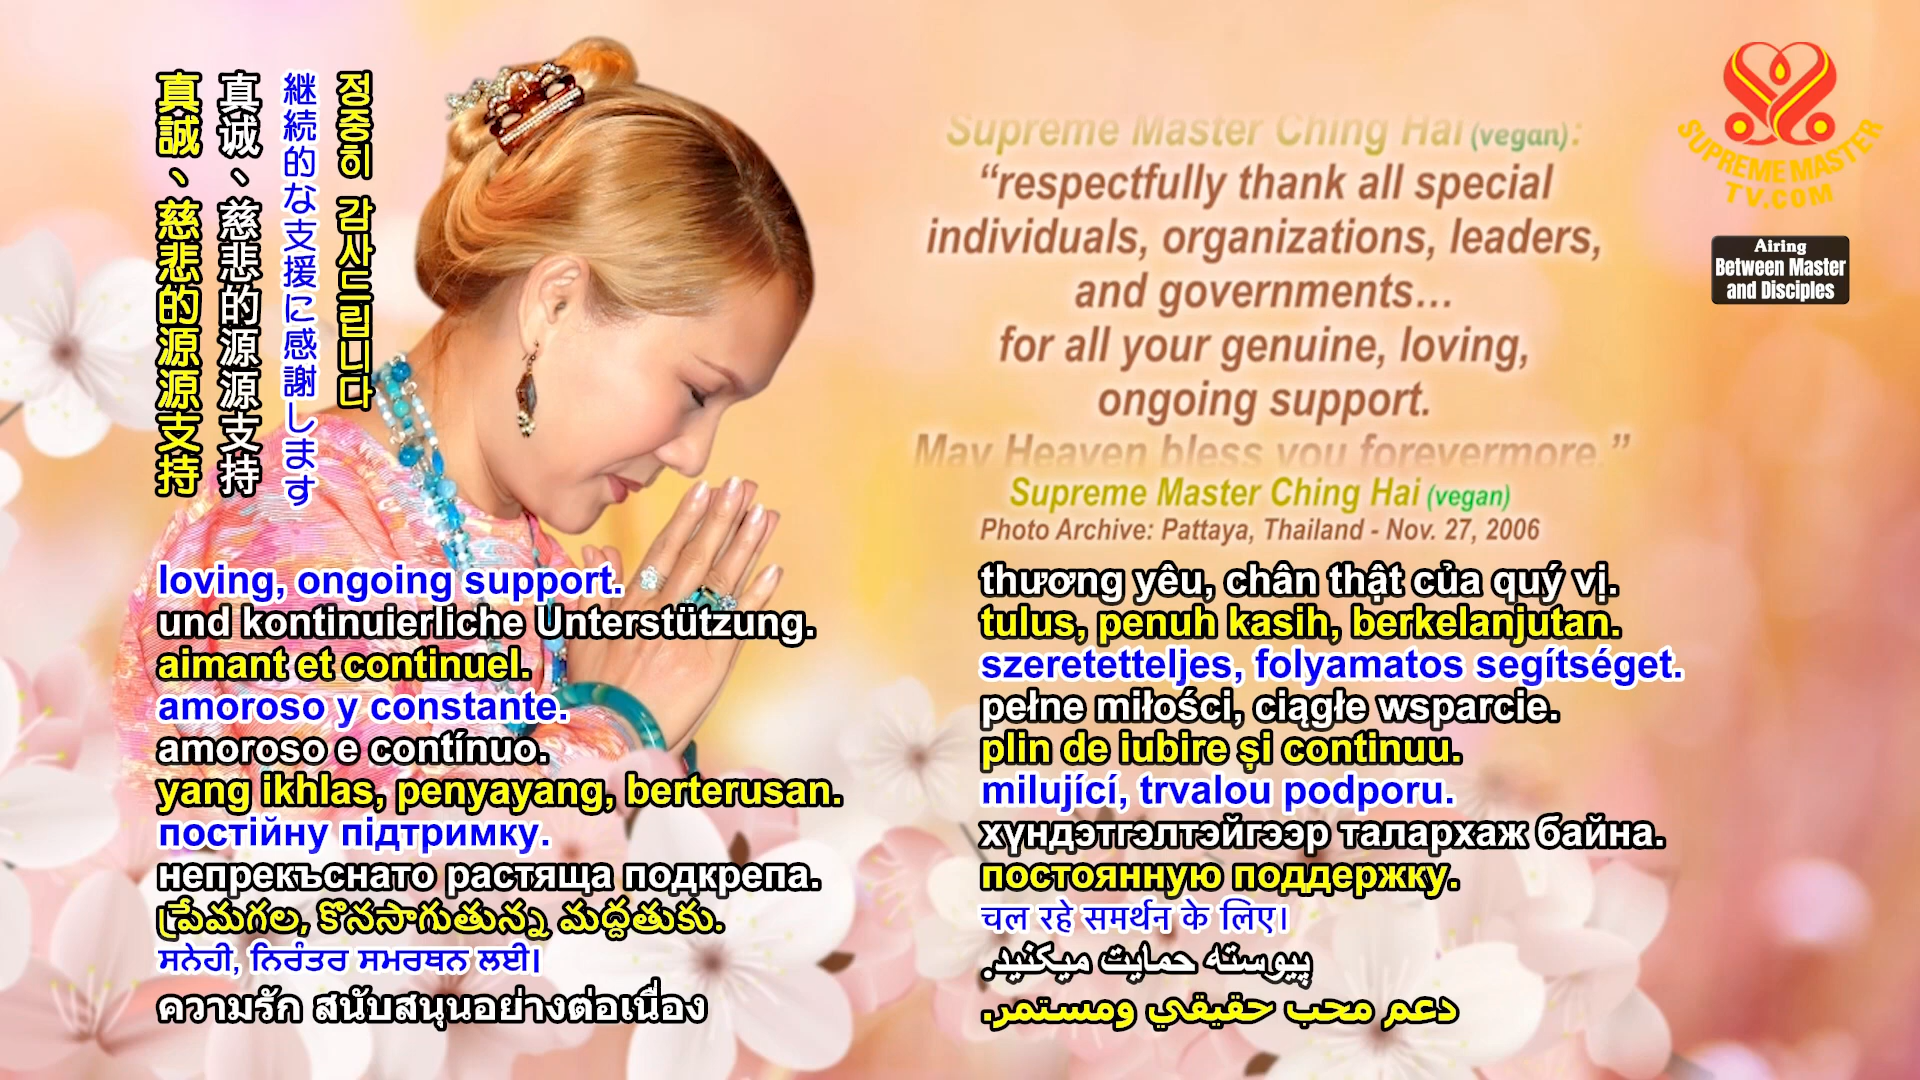 真誠、慈悲的源源支持
真诚、慈悲的源源支持
継続的な支援に感謝します
정중히 감사드립니다
Supreme Master Ching Hai (vegan):
“respectfully thank all special
individuals, organizations, leaders,
and governments…
for all your genuine, loving,
ongoing support.
May Heaven bless you forevermore.”
Supreme Master Ching Hai (vegan)
Photo Archive: Pattaya, Thailand - Nov. 27, 2006
SUPREME MASTER
TV.COM
Airing
Between Master
and Disciples
loving, ongoing support.
und kontinuierliche Unterstützung.
aimant et continuel.
amoroso y constante.
amoroso e contínuo.
yang ikhlas, penyayang, berterusan.
постійну підтримку.
непрекъснато растяща подкрепа.
ప్రేమగల, కొనసాగుతున్న మద్దతుకు.
ਸਨੇਹੀ, ਨਿਰੰਤਰ ਸਮਰਥਨ ਲਈ।
ความรัก สนับสนุนอย่างต่อเนื่อง
thương yêu, chân thật của quý vị.
tulus, penuh kasih, berkelanjutan.
szeretetteljes, folyamatos segítséget.
pełne miłości, ciągłe wsparcie.
plin de iubire și continuu.
milující, trvalou podporu.
хүндэтгэлтэйгээр талархаж байна.
постоянную поддержку.
चल रहे समर्थन के लिए।
پیوسته حمایت میکنید.
دعم محب حقيقي ومستمر.